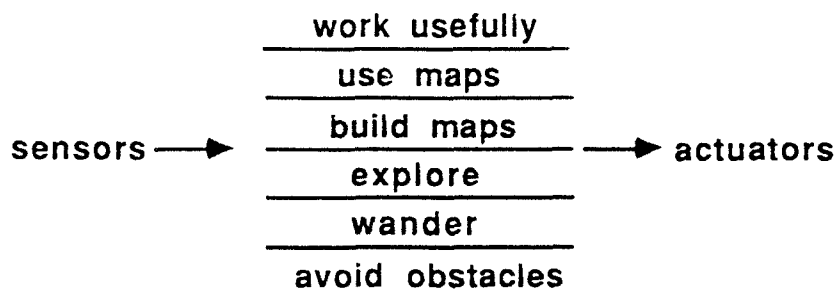 work usefully
use maps
build maps
sensors
actuators
explore
wander
avoid obstacles